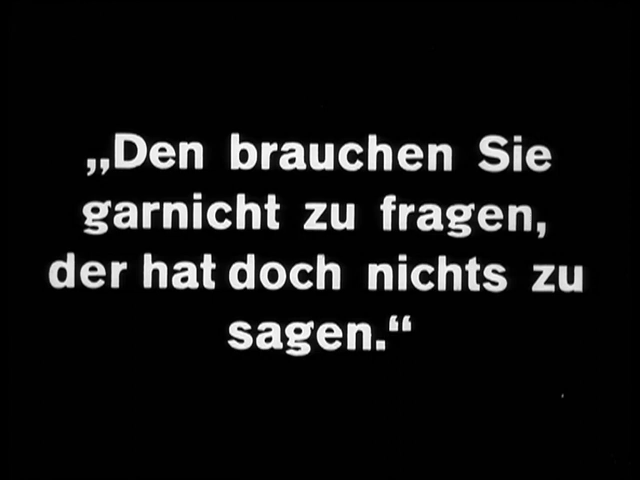 „Den brauchen Sie
garnicht zu fragen,
der hat doch nichts zu
sagen.“